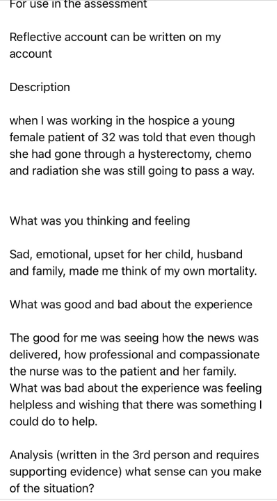 For use in the assessment
Reflective account can be written on my
account
Description
when I was working in the hospice a young
female patient of 32 was told that even though
she had gone through a hysterectomy, chemo
and radiation she was still going to pass a way.
What was you thinking and feeling
Sad, emotional, upset for her child, husband
and family, made me think of my own mortality.
What was good and bad about the experience
The good for me was seeing how the news was
delivered, how professional and compassionate
the nurse was to the patient and her family.
What was bad about the experience was feeling
helpless and wishing that there was something I
could do to help.
Analysis (written in the 3rd person and requires
supporting evidence) what sense can you make
of the situation?